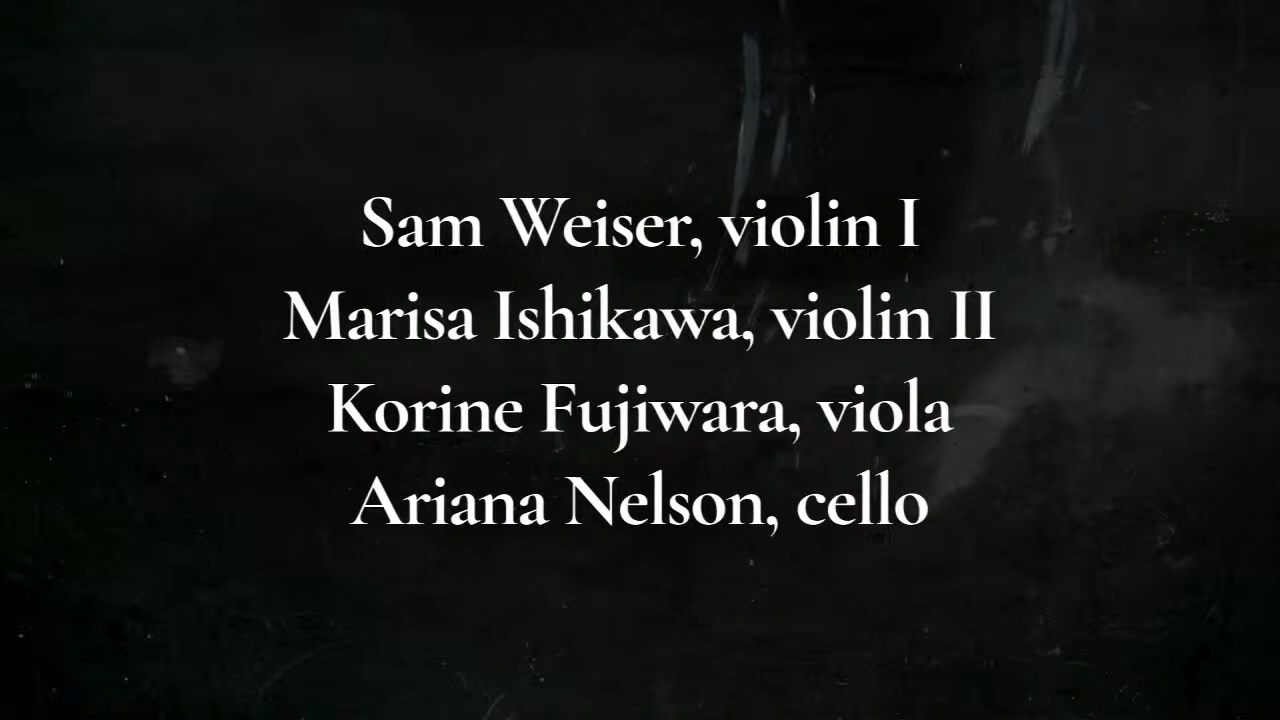 Sam Weiser, violin I
Marisa Ishikawa, violin II
Korine Fujiwara, viola
Ariana Nelson, cello